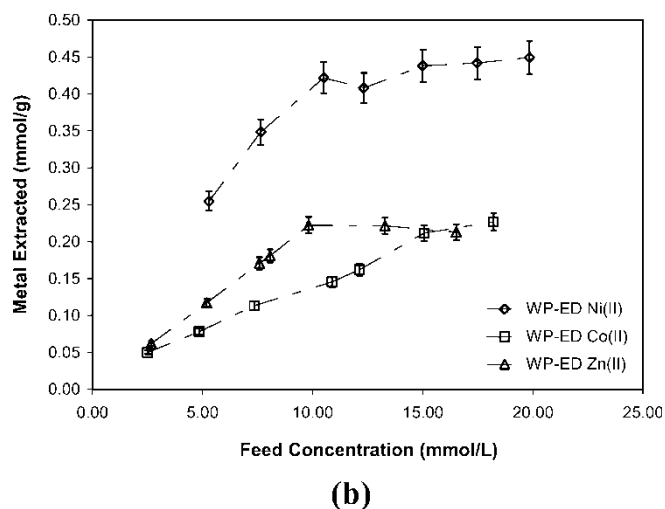 0.50
0.45
0.40
0.35
0.30
0.25
0.20
0.15
0.10
0.05
0.00
Metal Extracted (mmol/g)
WP-ED Ni(II)
WP-ED Co(II)
WP-ED Zn(II)
0.00 5.00 10.00 15.00 20.00 25.00
Feed Concentration (mmol/L)
(b)